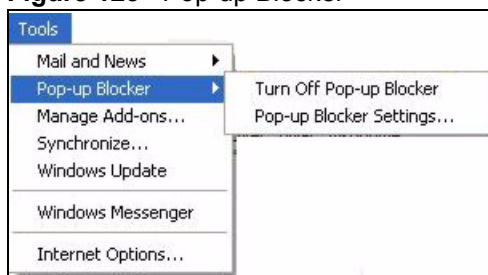 Tools
Mail and News
Pop-up Blocker
Turn Off Pop-up Blocker
Manage Add-ons...
Pop-up Blocker Settings...
Synchronize...
Windows Update
Windows Messenger
Internet Options...